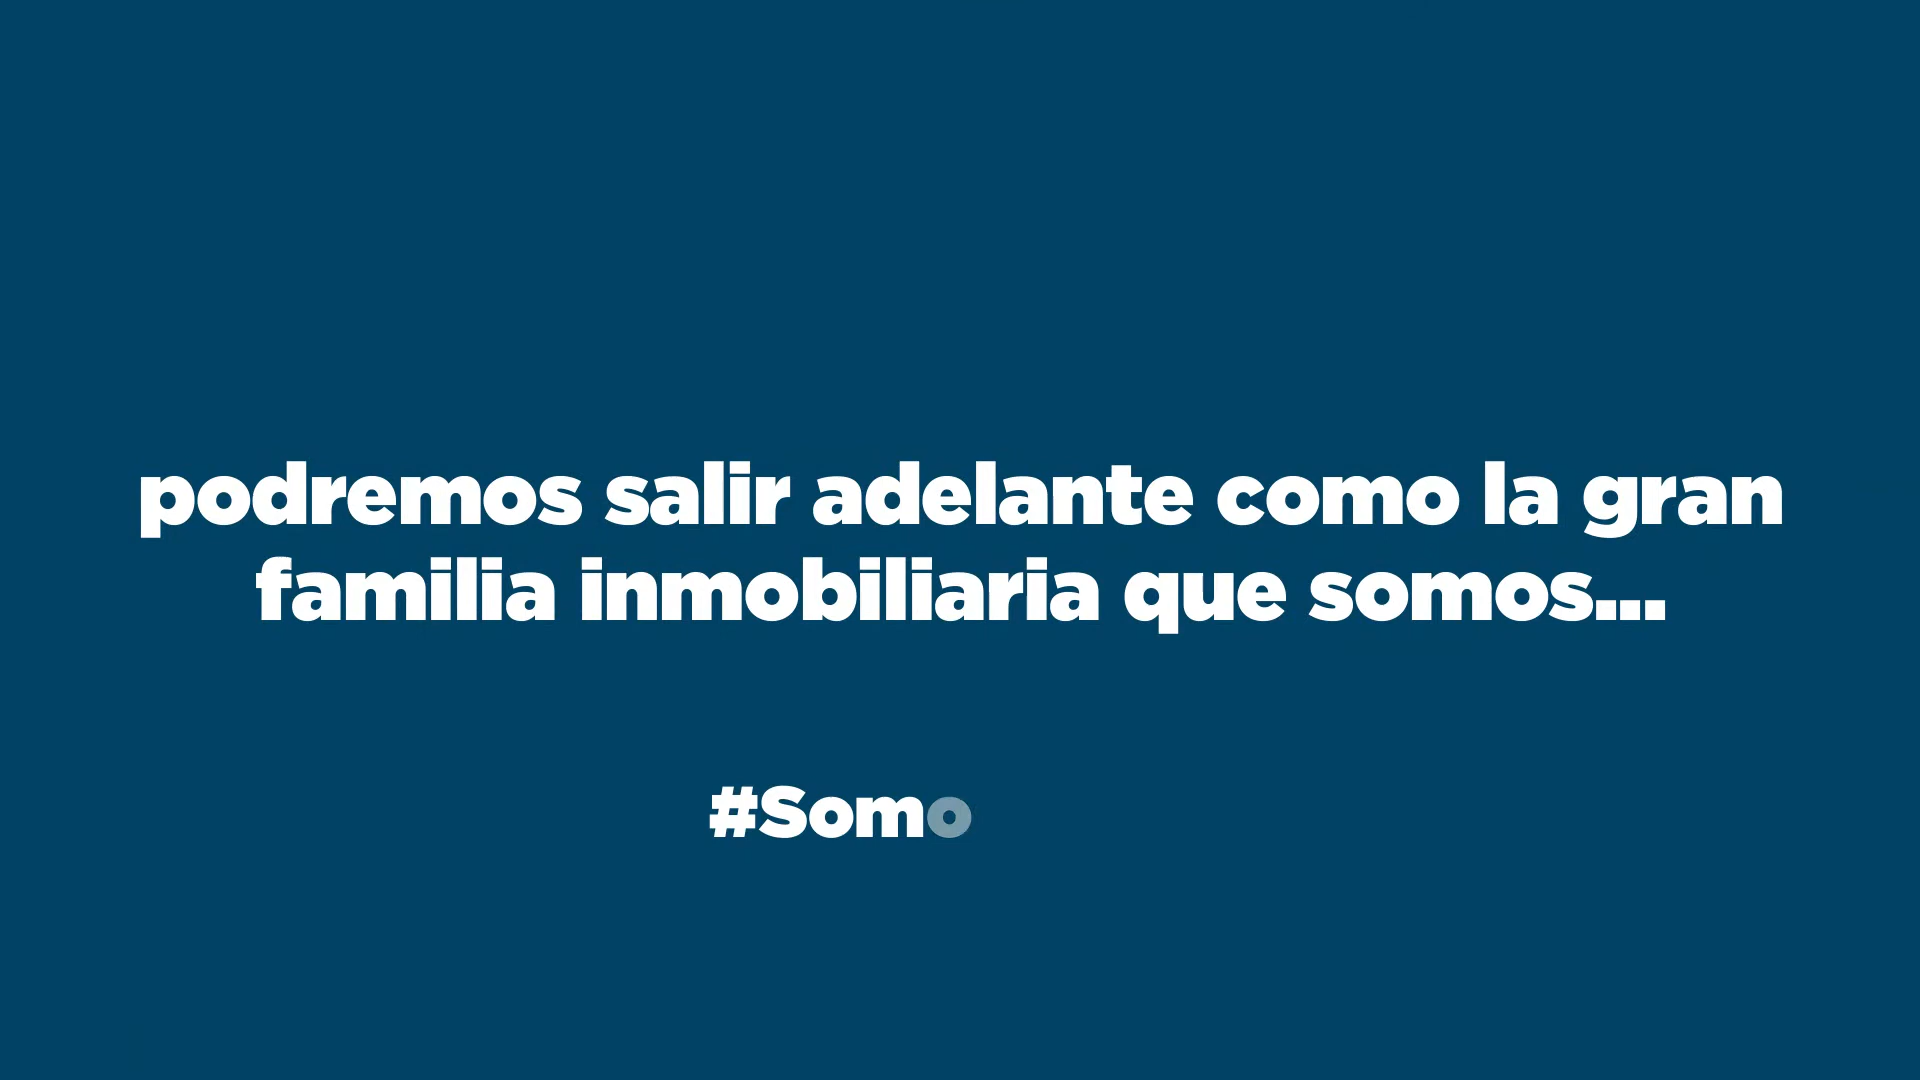 podremos salir adelante como la gran
familia inmobiliaria que somos...
#Somo